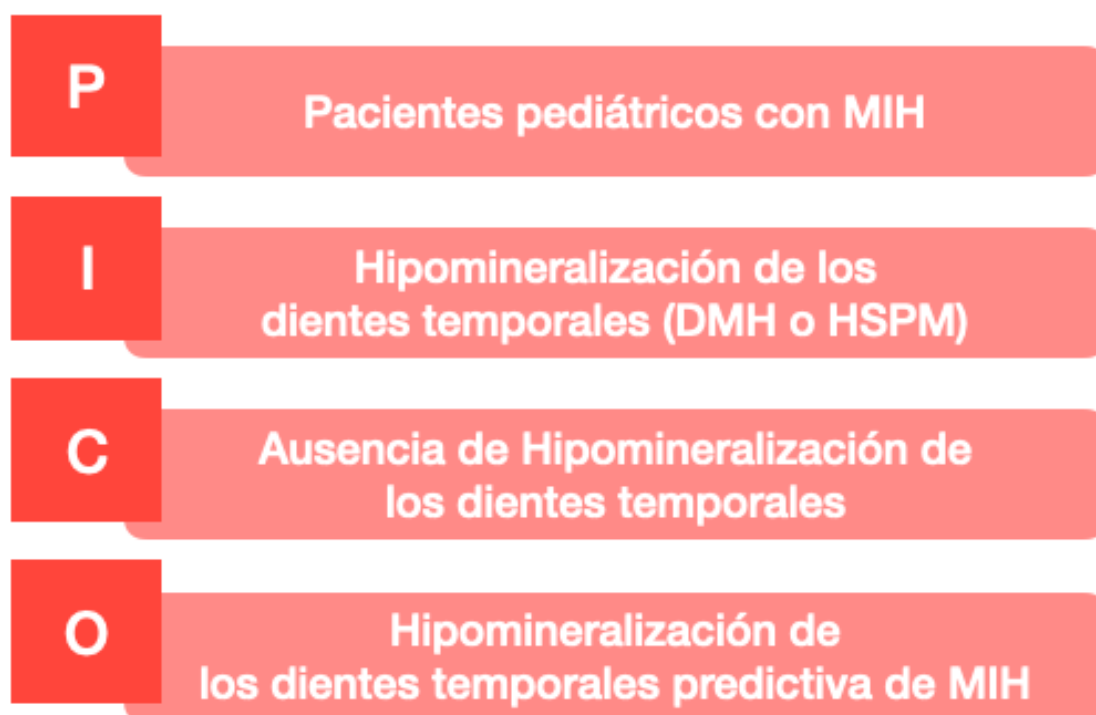 P
Pacientes pediátricos con MIH
I
Hipomineralización de los
dientes temporales (DMH o HSPM)
C
Ausencia de Hipomineralización de
los dientes temporales
O
Hipomineralización de
los dientes temporales predictiva de MIH